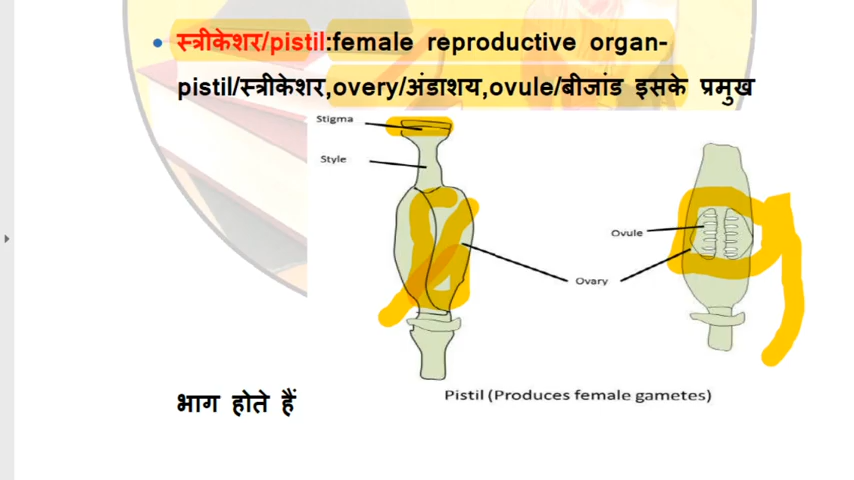 स्त्रीकेशर/pistil:female reproductive organ-
pistil/स्त्रीकेशर,overy/अंडाशय,ovule/बीजांड इसके प्रमुख
Stigma
Style
Ovule
Ovary
Pistil (Produces female gametes)
भाग होते हैं